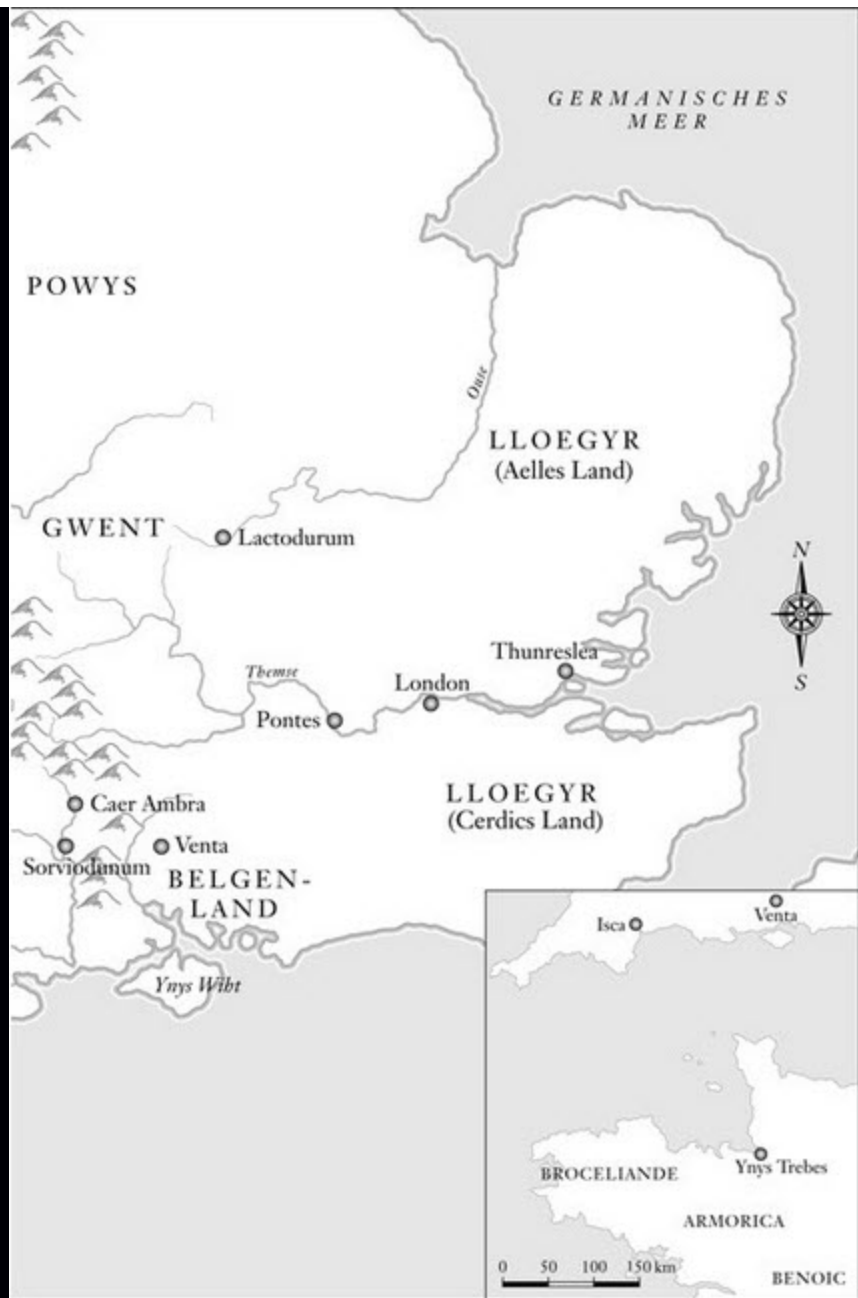 GERMANISCHES
MEER
POWYS
Ouse
LLOEGYR
(Aelles Land)
GWENT
Lactodurum
N
S
Thunreslea
Themse
London
Pontes
LLOEGYR
(Cerdics Land)
Caer Ambra
Sorviodunum
Venta
BELGEN-
LAND
Ynys Wiht
Isca
Venta
BROCELIANDE
Ynys Trebes
ARMORICA
BENOIC
0 50 100 150 km